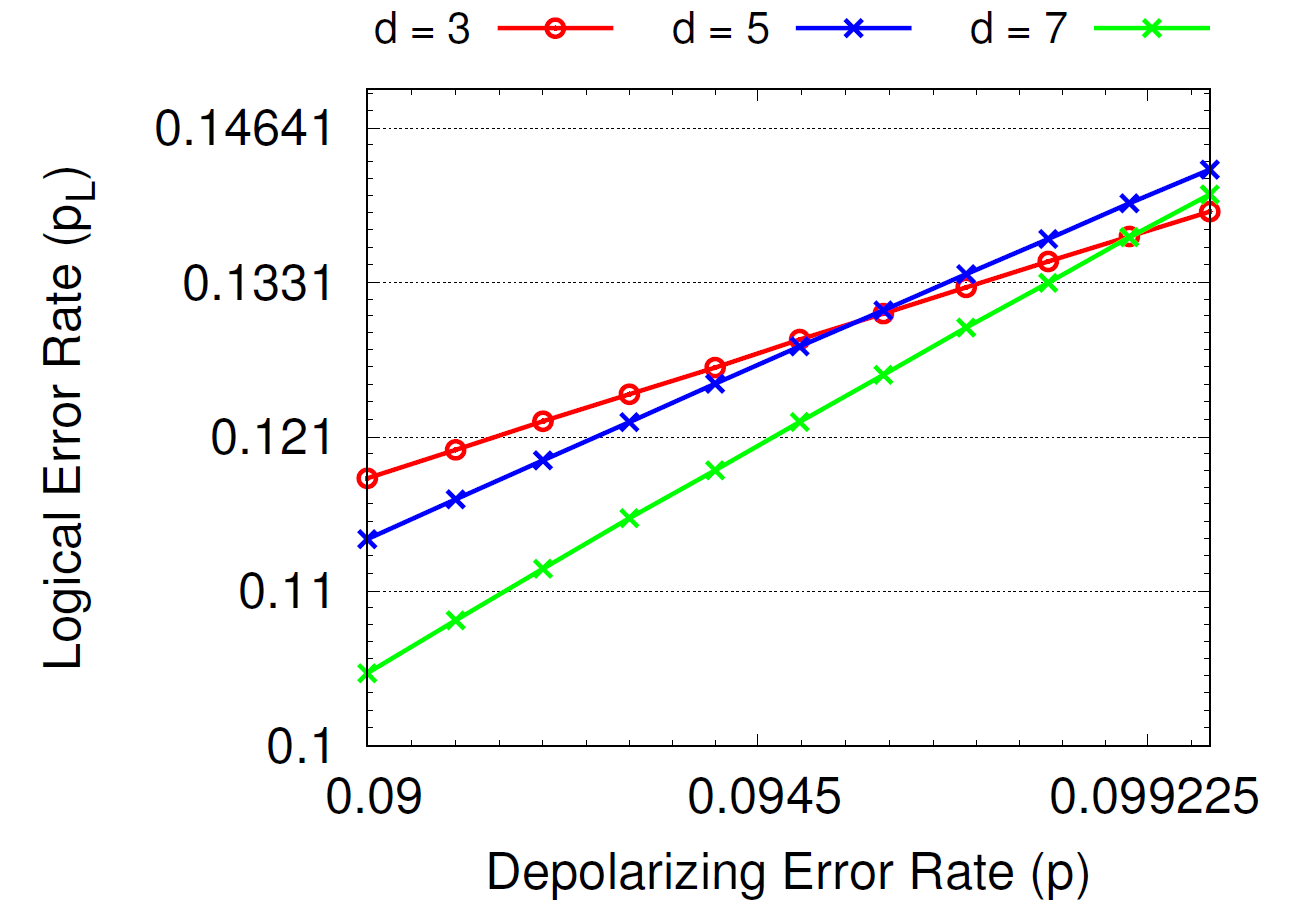 d = 3 d = 5 d = 7
0.14641
0.1331
0.121
0.11
0.1
Logical Error Rate (p_L)
0.09 0.0945 0.099225
Depolarizing Error Rate (p)